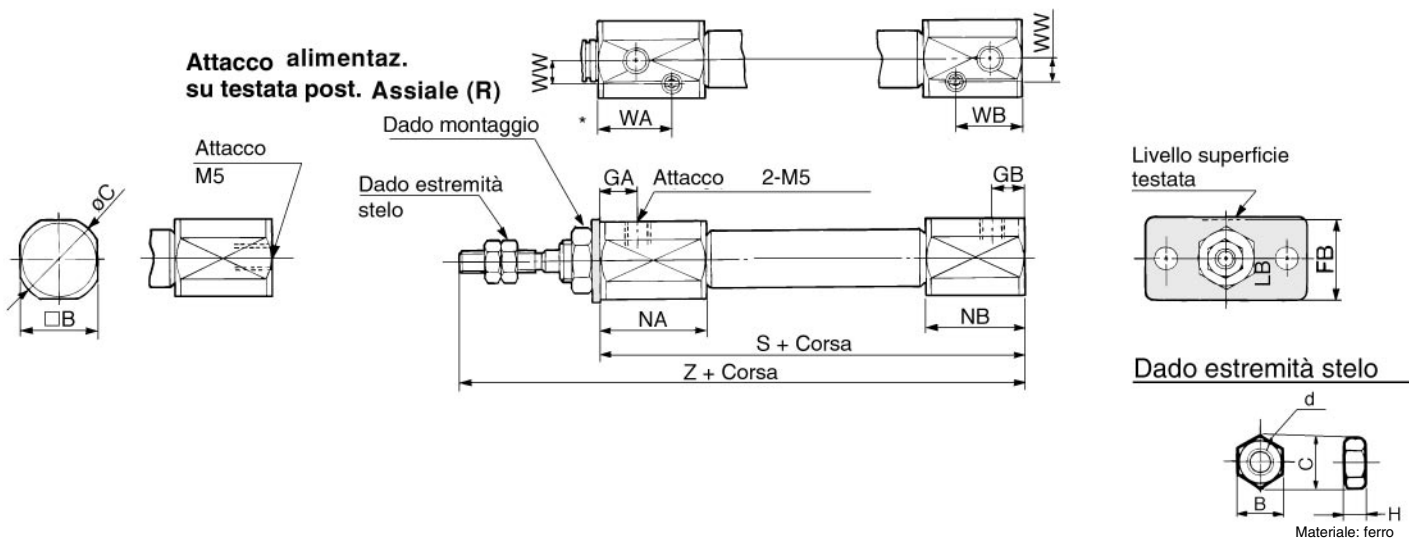 WW
WW
Attacco alimentaz.
su testata post. Assiale (R)
* WA
WB
Dado montaggio
Attacco
M5
Dado estremità
stelo
GA
Attacco 2-M5
GB
Livello superficie
testata
øC
□B
NA
NB
S + Corsa
Z + Corsa
LB
FB
Dado estremità stelo
d
C
B
H
Materiale: ferro